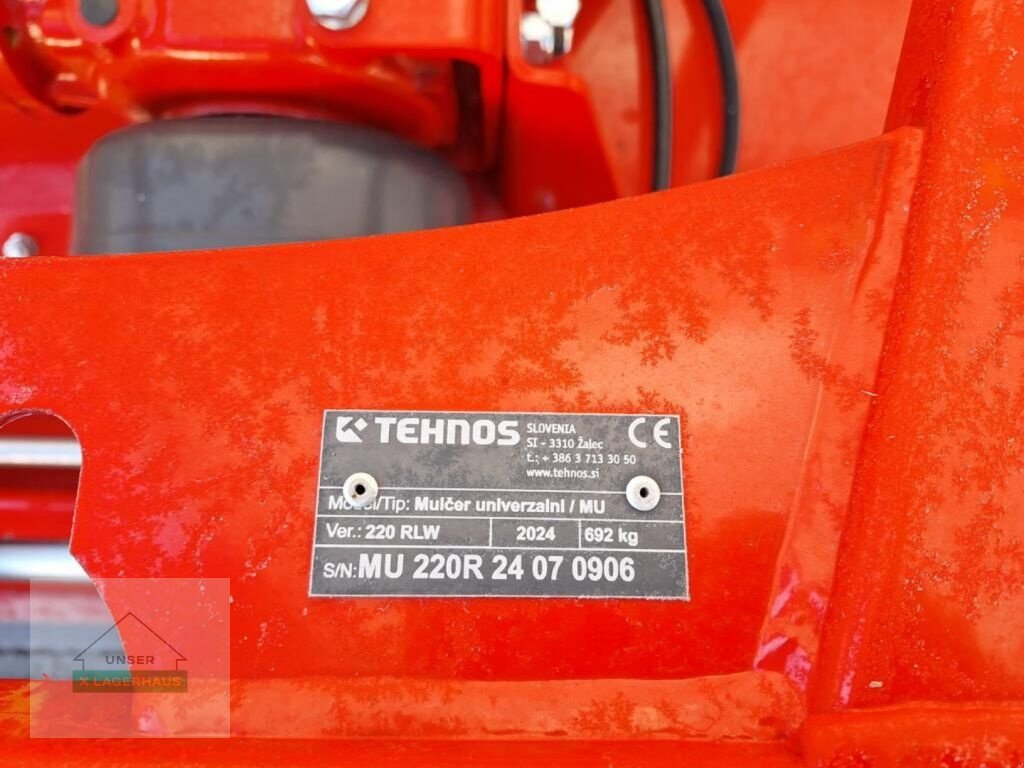 TEHNOS
SLOVENIA
SI - 3310 Žalec
t.: + 386 3 713 30 50
www.tehnos.si
CE
Model/Tip: Mulčer univerzalni / MU
Ver.: 220 RLW 2024 692 kg
S/N: MU 220R 24 07 0906
UNSER
X LAGERHAUS